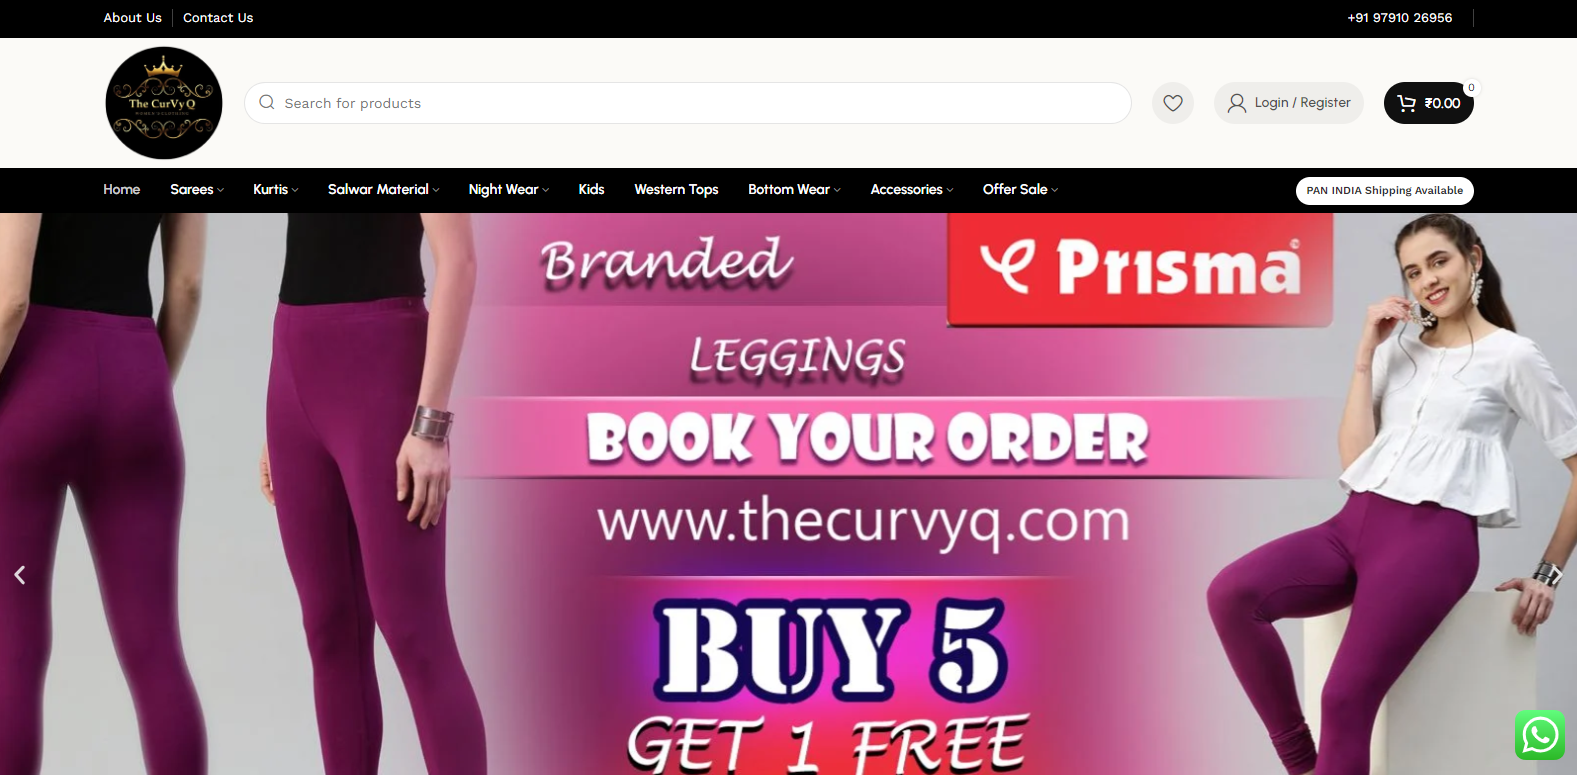 About Us
Contact Us
+91 97910 26956
The CurVy Q
Search for products
Login / Register
0
₹0.00
Home
Sarees
Kurtis
Salwar Material
Night Wear
Kids
Western Tops
Bottom Wear
Accessories
Offer Sale
PAN INDIA Shipping Available
Branded
Prisma
LEGGINGS
BOOK YOUR ORDER
www.thecurvyq.com
BUY 5
GET 1 FREE